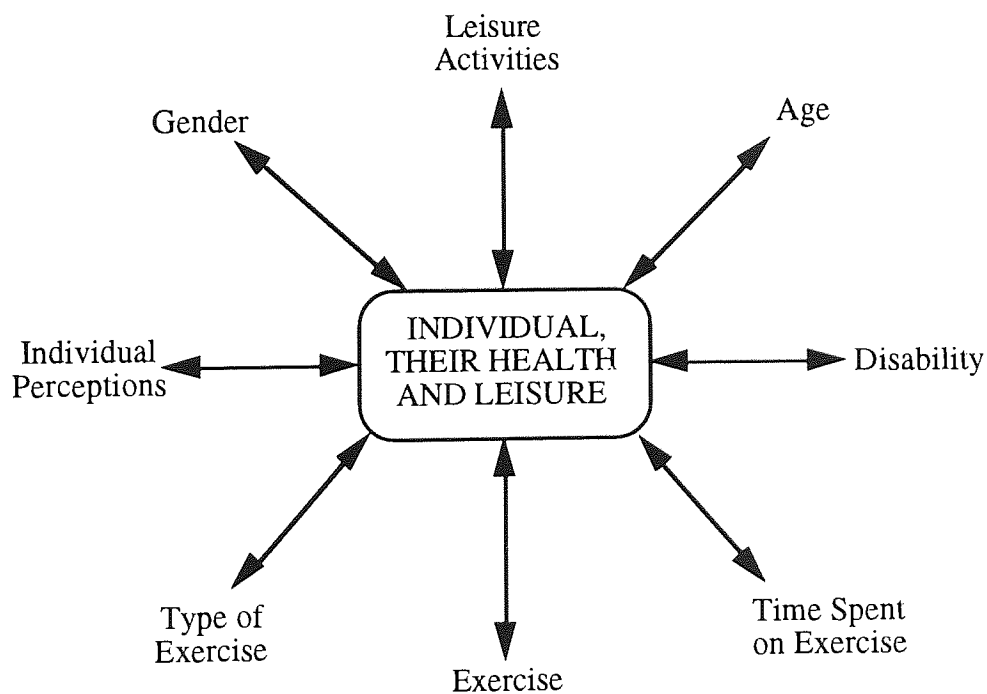 Leisure
Activities
Gender
Age
INDIVIDUAL,
THEIR HEALTH
AND LEISURE
Individual
Perceptions
Disability
Type of
Exercise
Time Spent
on Exercise
Exercise